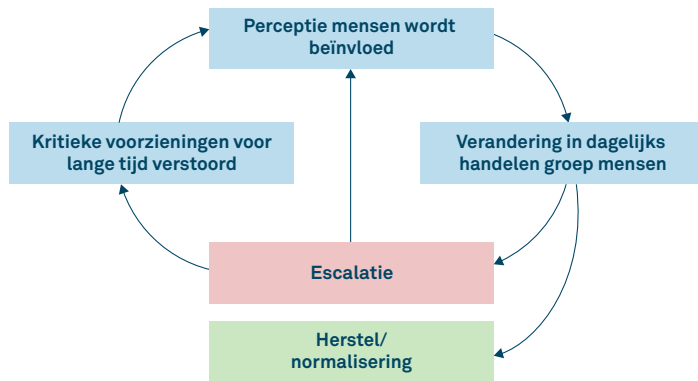 Perceptie mensen wordt
beïnvloed
Kritieke voorzieningen voor
lange tijd verstoord
Verandering in dagelijks
handelen groep mensen
Escalatie
Herstel/
normalisering